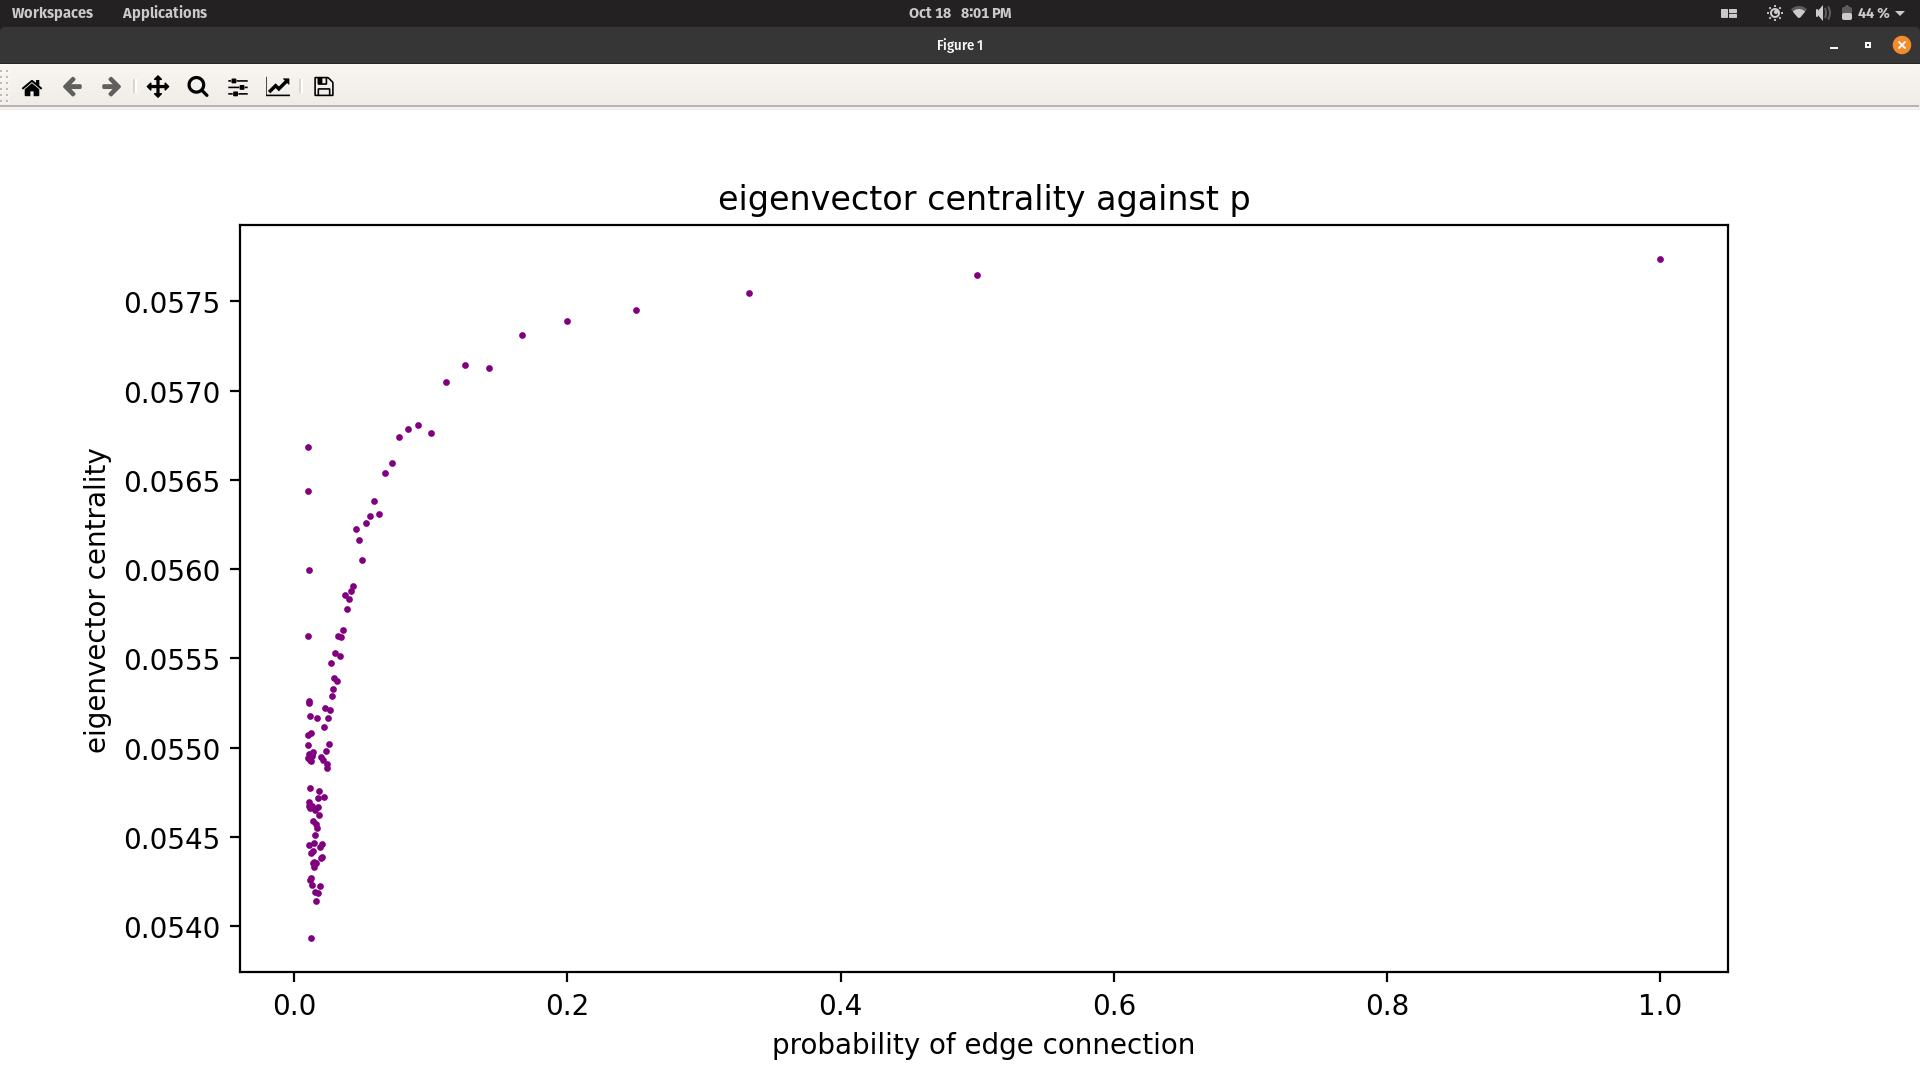 Workspaces Applications Oct 18 8:01 PM 44 %
Figure 1
eigenvector centrality against p
0.0575
0.0570
0.0565
0.0560
0.0555
0.0550
0.0545
0.0540
eigenvector centrality
0.0 0.2 0.4 0.6 0.8 1.0
probability of edge connection